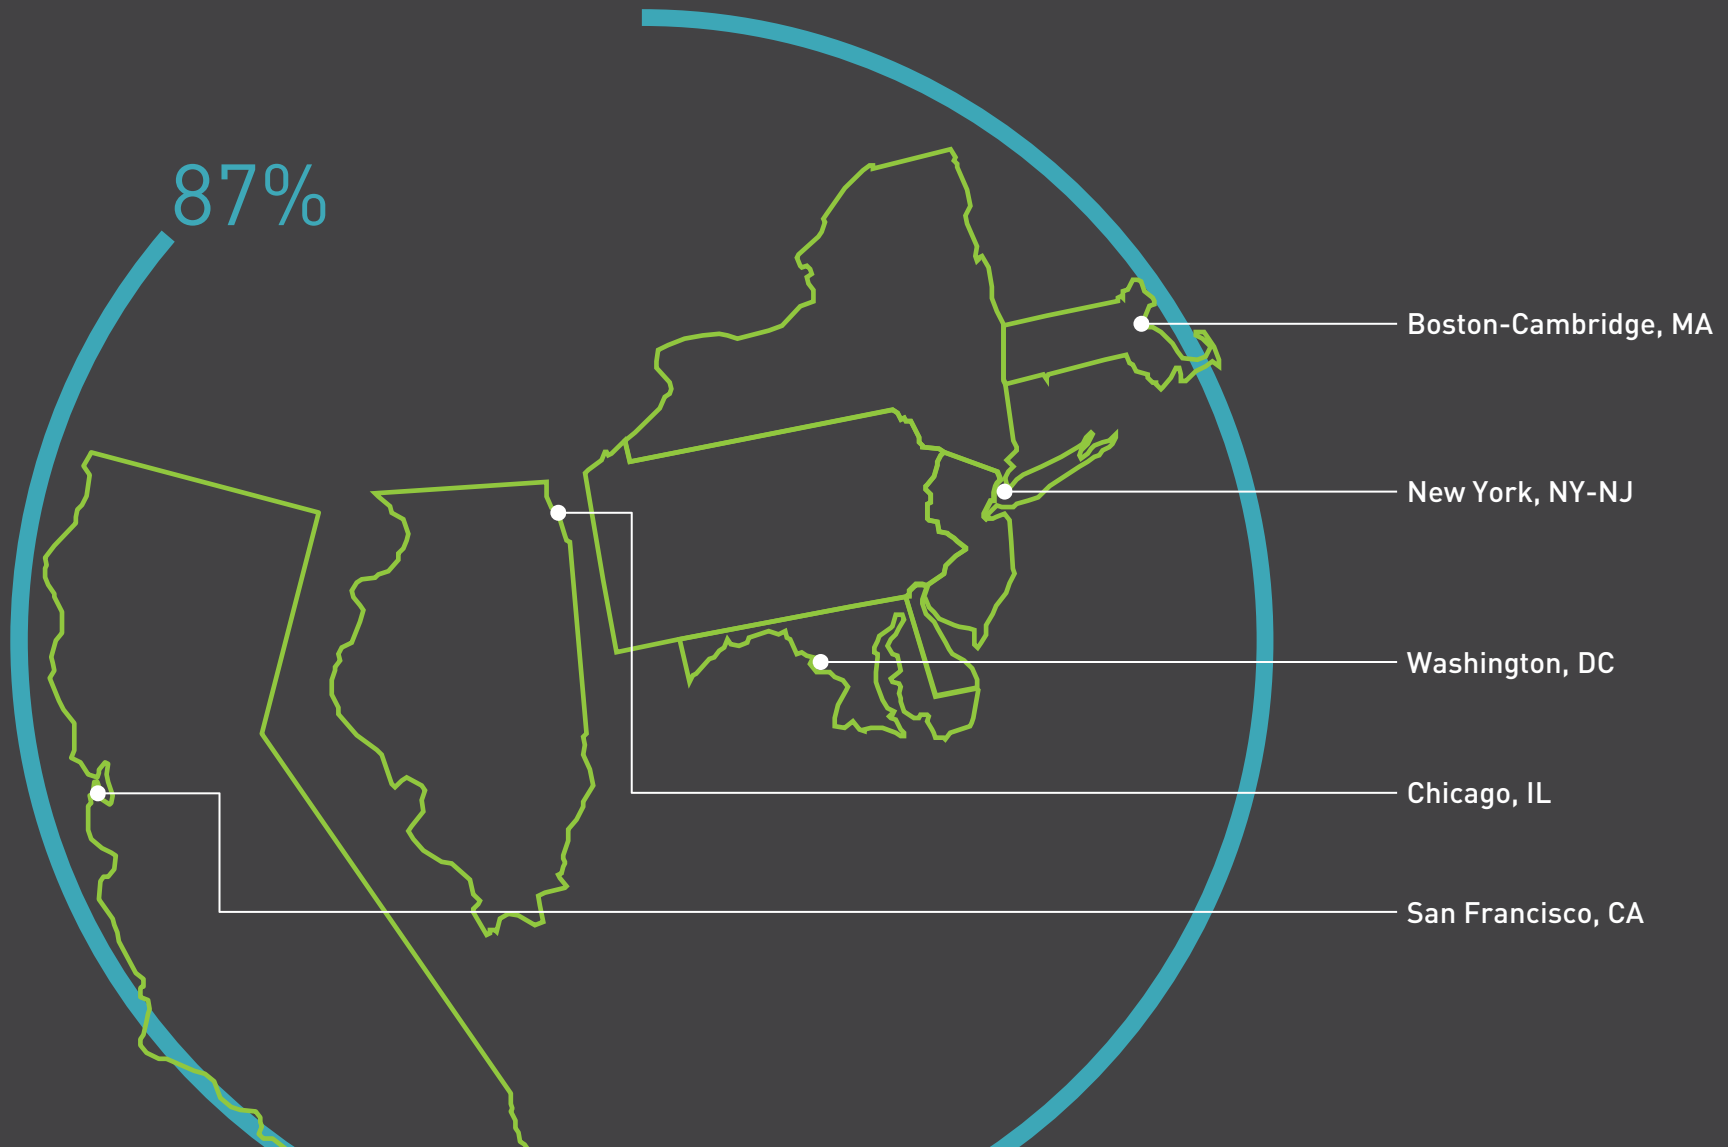 87%
Boston-Cambridge, MA
New York, NY-NJ
Washington, DC
Chicago, IL
San Francisco, CA